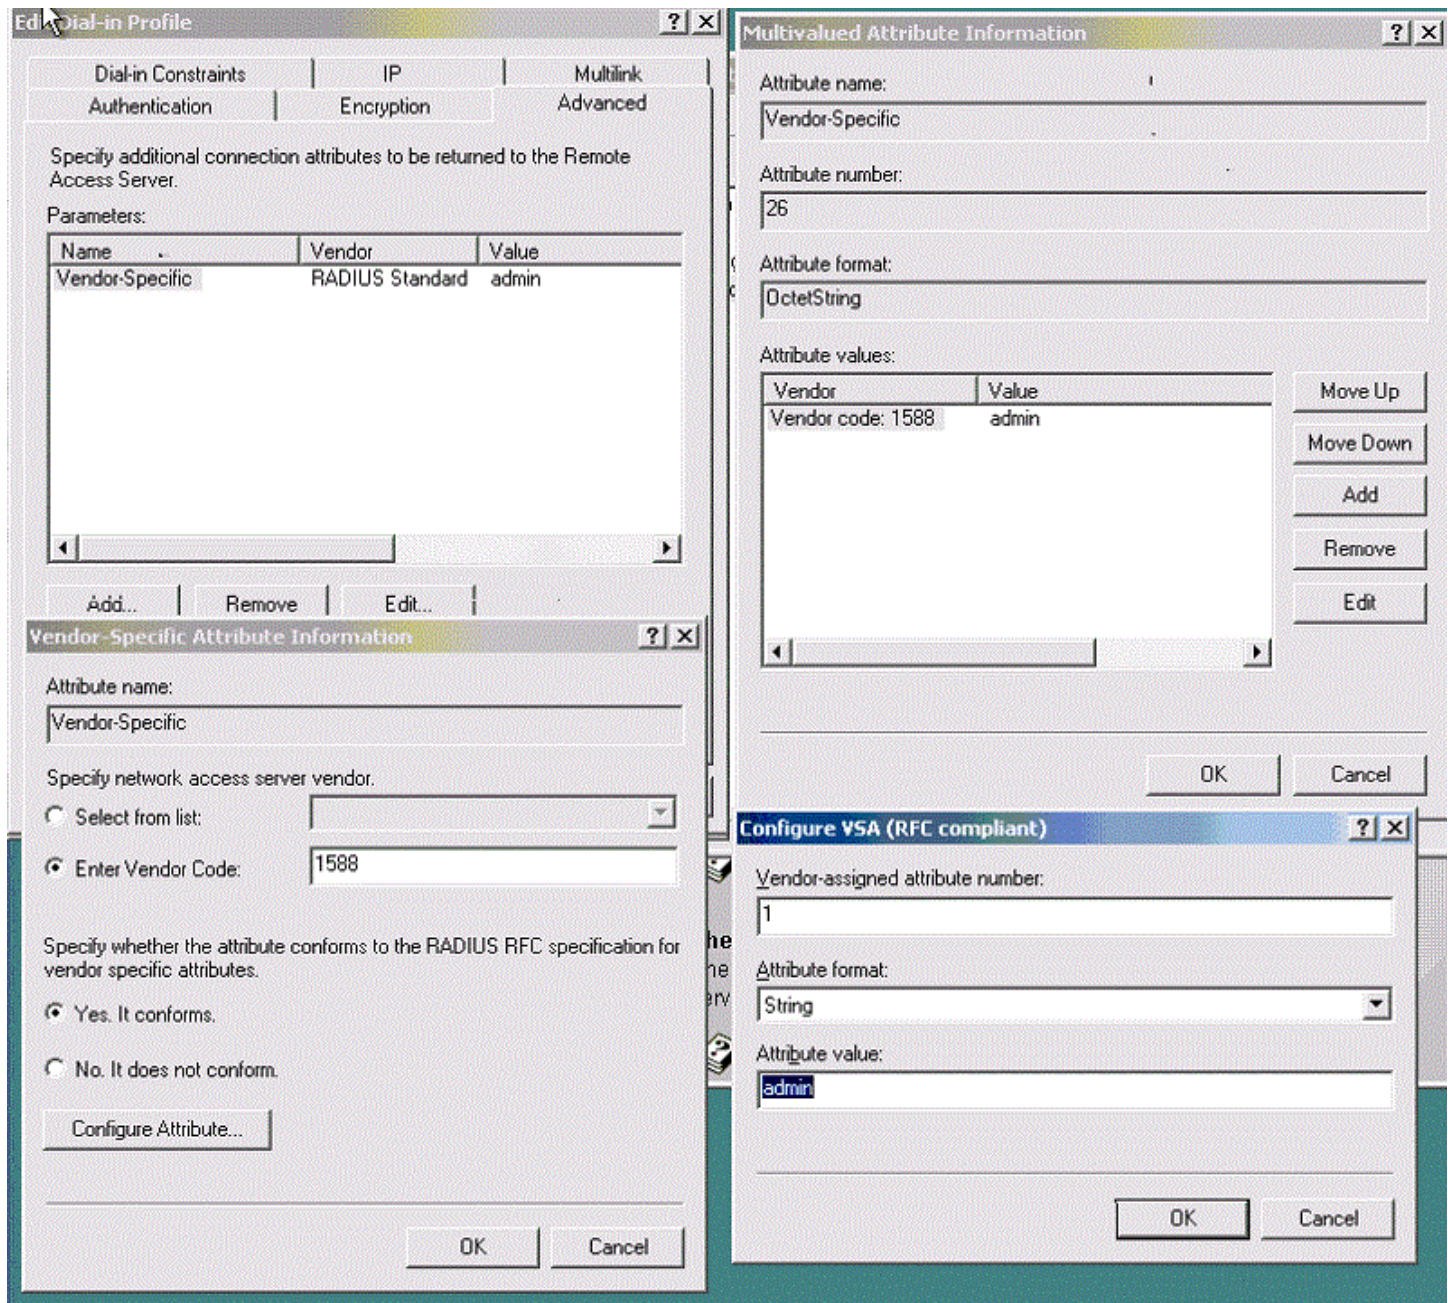 Edit Dial-in Profile
Dial-in Constraints
IP
Multilink
Authentication
Encryption
Advanced
Specify additional connection attributes to be returned to the Remote
Access Server.
Parameters:
Name
Vendor
Value
Vendor-Specific
RADIUS Standard
admin
Add...
Remove
Edit...
Multivalued Attribute Information
Attribute name:
Vendor-Specific
Attribute number:
26
Attribute format:
OctetString
Attribute values:
Vendor
Value
Vendor code: 1588
admin
Move Up
Move Down
Add
Remove
Edit
OK
Cancel
Vendor-Specific Attribute Information
Attribute name:
Vendor-Specific
Specify network access server vendor.
Select from list:
Enter Vendor Code:
1588
Specify whether the attribute conforms to the RADIUS RFC specification for
vendor specific attributes.
Yes. It conforms.
No. It does not conform.
Configure Attribute...
OK
Cancel
Configure VSA (RFC compliant)
Vendor-assigned attribute number:
1
Attribute format:
String
Attribute value:
admin
OK
Cancel